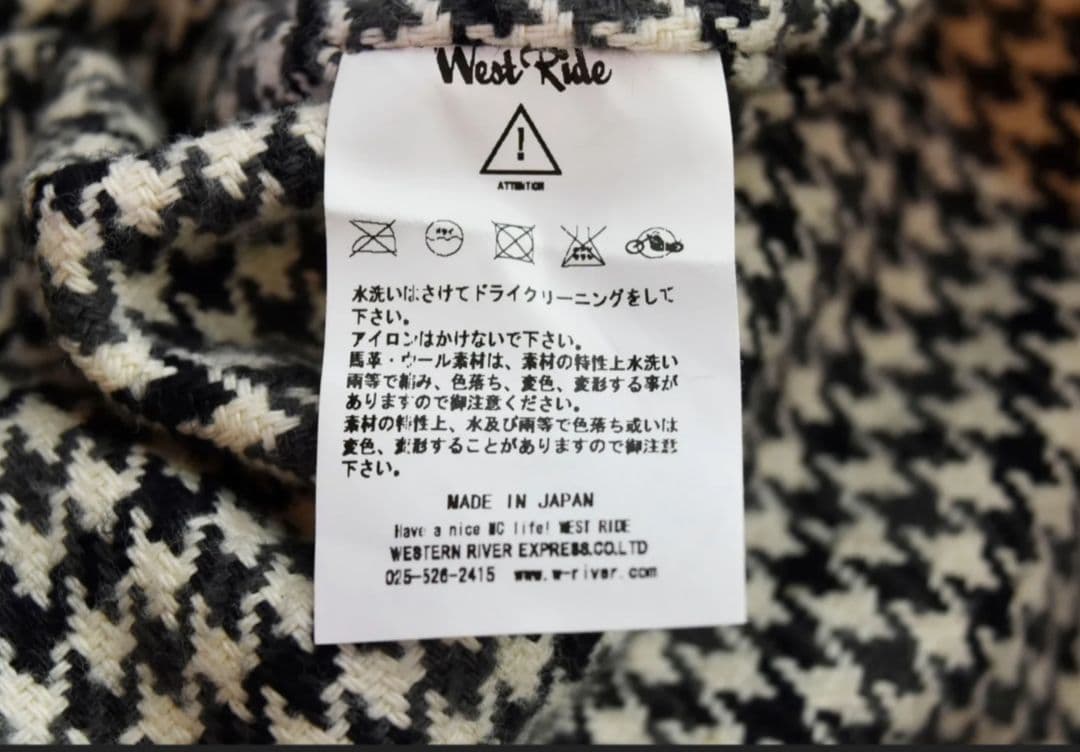 West Ride
!
ATTENTION
水洗いはさけてドライクリーニングをして
下さい。
アイロンはかけないで下さい。
馬革・ウール素材は、素材の特性上水洗い
雨等で縮み、色落ち、変色、変形する事が
ありますので御注意ください。
素材の特性上、水及び雨等で色落ち或いは
変色、変形することがありますので御注意
下さい。
MADE IN JAPAN
Have a nice MC life! WEST RIDE
WESTERN RIVER EXPRESS.CO.LTD
025-526-2415 www.w-river.com